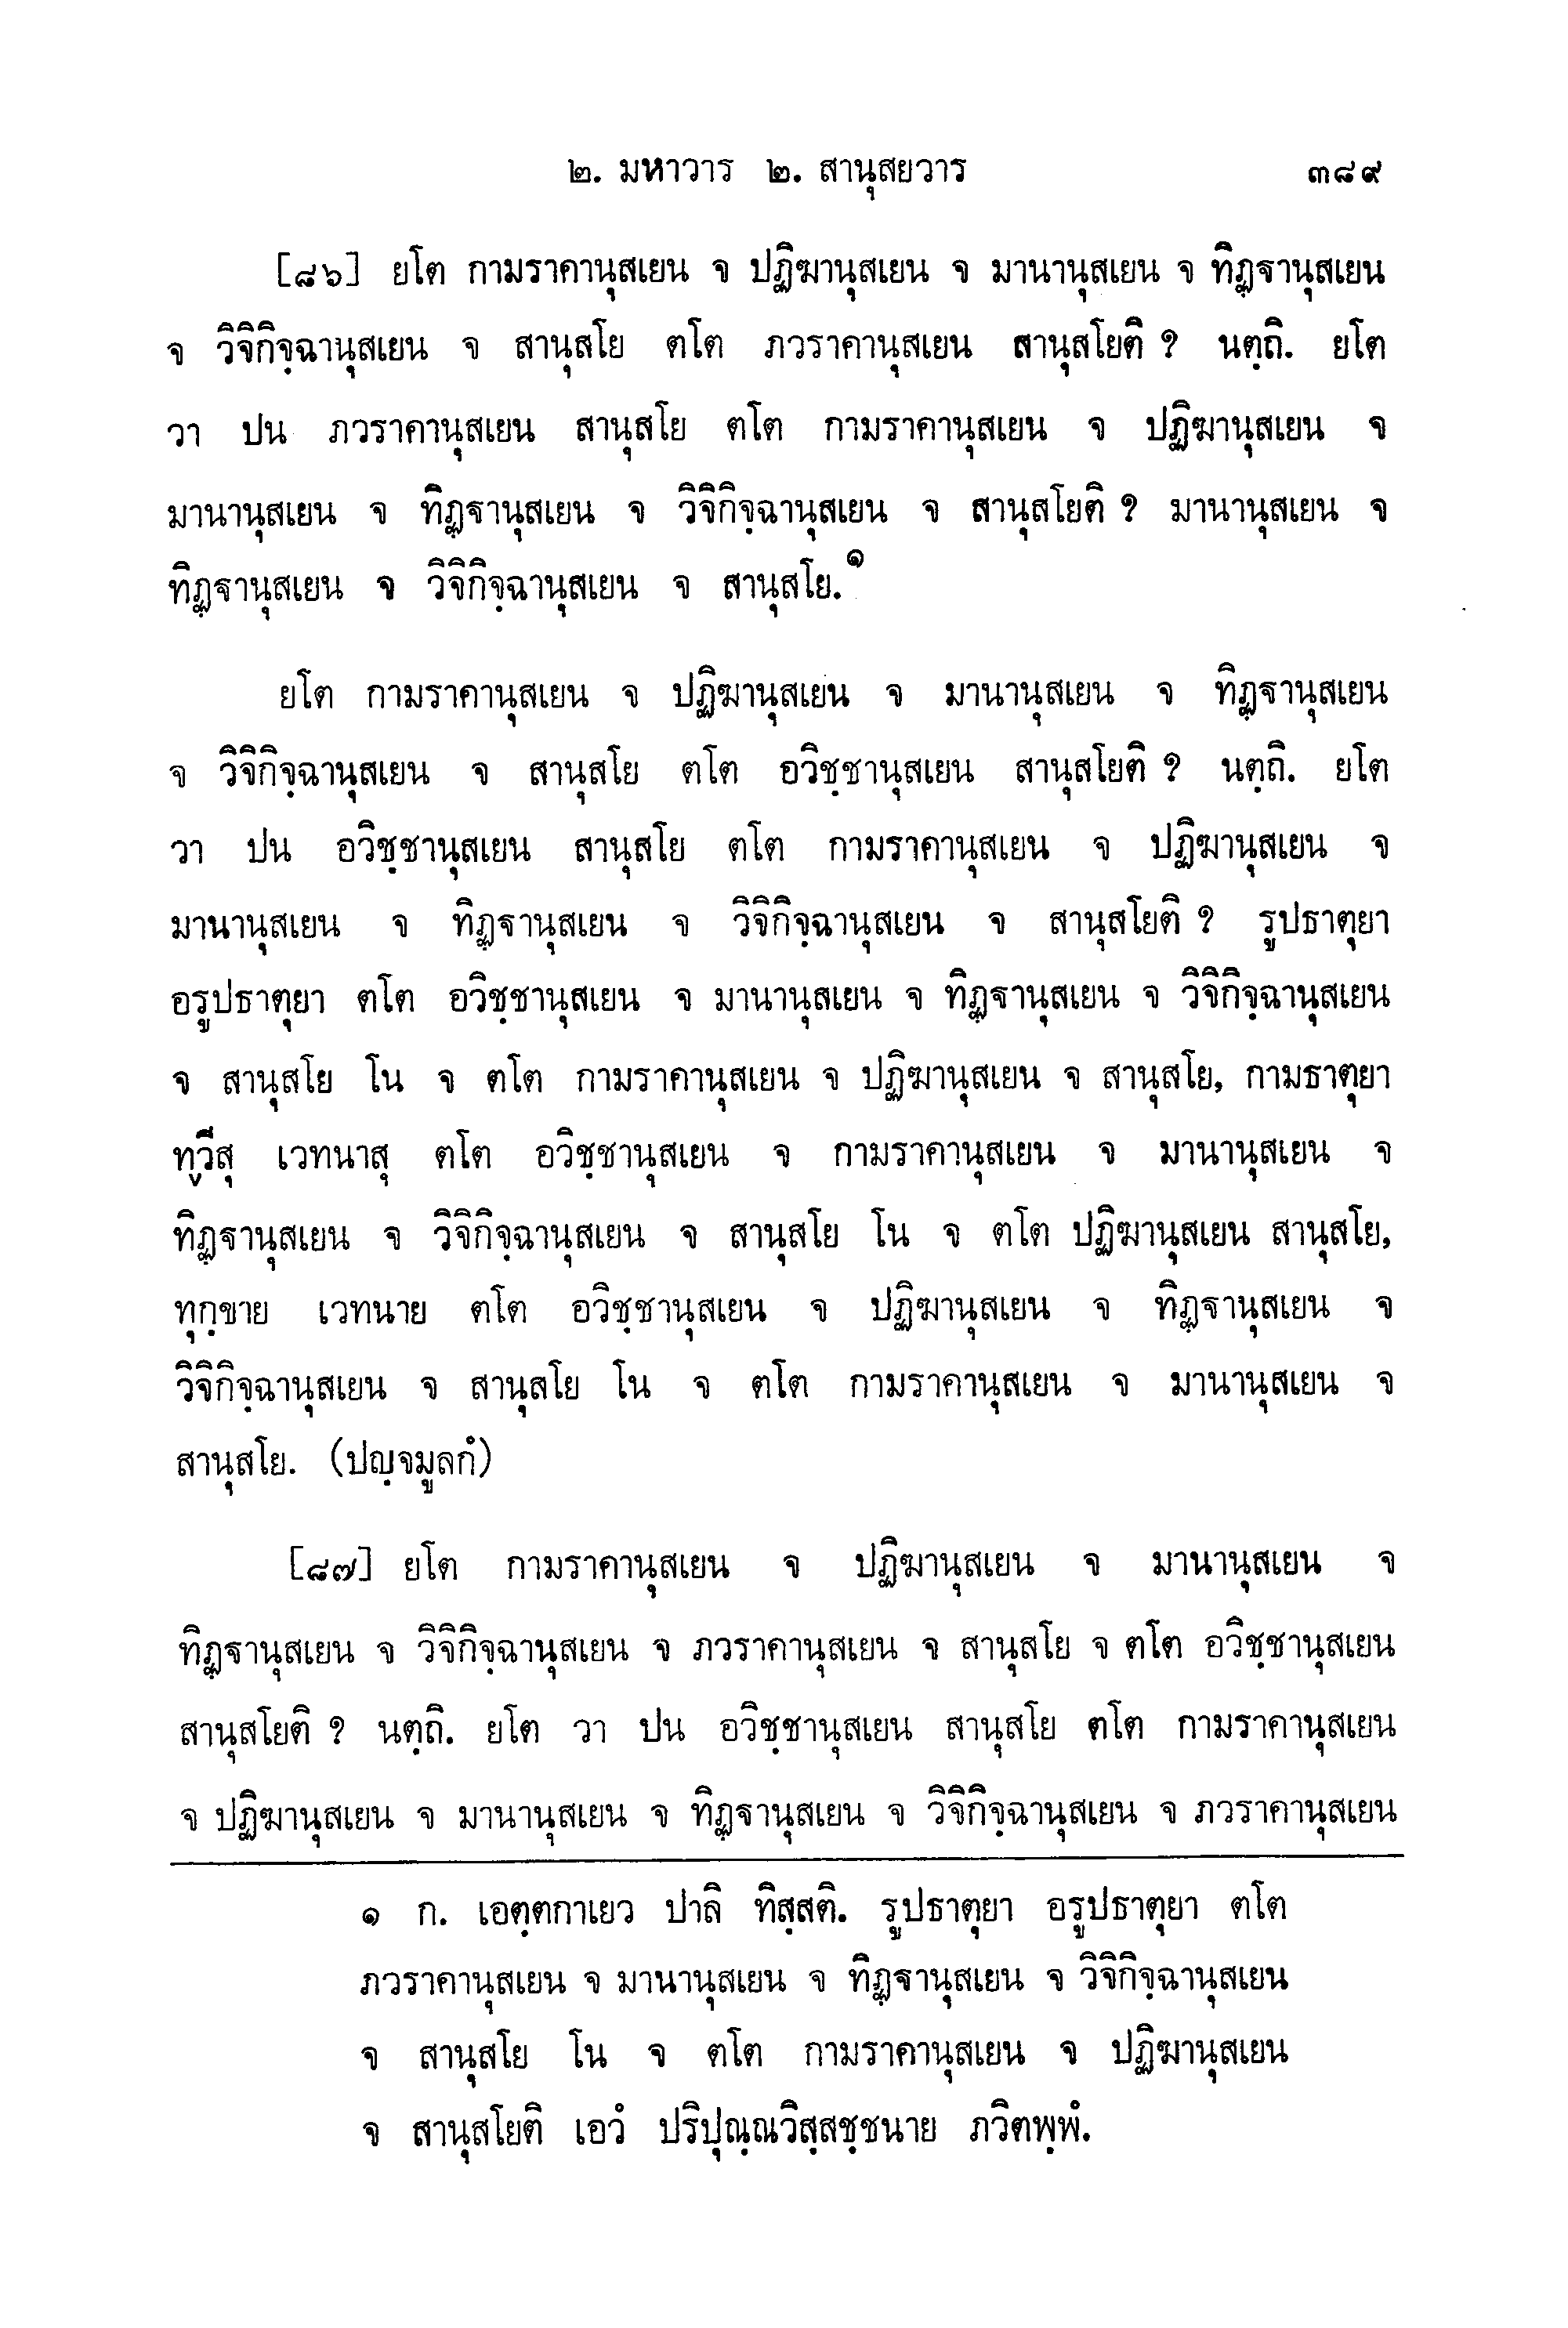 ๒. มหาวาร ๒. สานุสยวาร ๓๘๙
[๘๖] ยโต กามราคานุสเยน จ ปฏิฆานุสเยน จ มานานุสเยน จ ทิฏฺฐานุสเยน
จ วิจิกิจฺฉานุสเยน จ สานุสโย ตโต ภวราคานุสเยน สานุสโยติ ? นตฺถิ. ยโต
วา ปน ภวราคานุสเยน สานุสโย ตโต กามราคานุสเยน จ ปฏิฆานุสเยน จ
มานานุสเยน จ ทิฏฺฐานุสเยน จ วิจิกิจฺฉานุสเยน จ สานุสโยติ ? มานานุสเยน จ
ทิฏฺฐานุสเยน จ วิจิกิจฺฉานุสเยน จ สานุสโย.๑
ยโต กามราคานุสเยน จ ปฏิฆานุสเยน จ มานานุสเยน จ ทิฏฺฐานุสเยน
จ วิจิกิจฺฉานุสเยน จ สานุสโย ตโต อวิชฺชานุสเยน สานุสโยติ ? นตฺถิ. ยโต
วา ปน อวิชฺชานุสเยน สานุสโย ตโต กามราคานุสเยน จ ปฏิฆานุสเยน จ
มานานุสเยน จ ทิฏฺฐานุสเยน จ วิจิกิจฺฉานุสเยน จ สานุสโยติ ? รูปธาตุยา
อรูปธาตุยา ตโต อวิชฺชานุสเยน จ มานานุสเยน จ ทิฏฺฐานุสเยน จ วิจิกิจฺฉานุสเยน
จ สานุสโย โน จ ตโต กามราคานุสเยน จ ปฏิฆานุสเยน จ สานุสโย, กามธาตุยา
ทฺวีสุ เวทนาสุ ตโต อวิชฺชานุสเยน จ กามราคานุสเยน จ มานานุสเยน จ
ทิฏฺฐานุสเยน จ วิจิกิจฺฉานุสเยน จ สานุสโย โน จ ตโต ปฏิฆานุสเยน สานุสโย,
ทุกฺขาย เวทนาย ตโต อวิชฺชานุสเยน จ ปฏิฆานุสเยน จ ทิฏฺฐานุสเยน จ
วิจิกิจฺฉานุสเยน จ สานุสโย โน จ ตโต กามราคานุสเยน จ มานานุสเยน จ
สานุสโย. (ปญฺจมูลกํ)
[๘๗] ยโต กามราคานุสเยน จ ปฏิฆานุสเยน จ มานานุสเยน จ
ทิฏฺฐานุสเยน จ วิจิกิจฺฉานุสเยน จ ภวราคานุสเยน จ สานุสโย จ ตโต อวิชฺชานุสเยน
สานุสโยติ ? นตฺถิ. ยโต วา ปน อวิชฺชานุสเยน สานุสโย ตโต กามราคานุสเยน
จ ปฏิฆานุสเยน จ มานานุสเยน จ ทิฏฺฐานุสเยน จ วิจิกิจฺฉานุสเยน จ ภวราคานุสเยน
๑ ก. เอตฺตกาเยว ปาลิ ทิสฺสติ. รูปธาตุยา อรูปธาตุยา ตโต
ภวราคานุสเยน จ มานานุสเยน จ ทิฏฺฐานุสเยน จ วิจิกิจฺฉานุสเยน
จ สานุสโย โน จ ตโต กามราคานุสเยน จ ปฏิฆานุสเยน
จ สานุสโยติ เอวํ ปริปุณฺณวิสฺสชฺชนาย ภวิตพฺพํ.